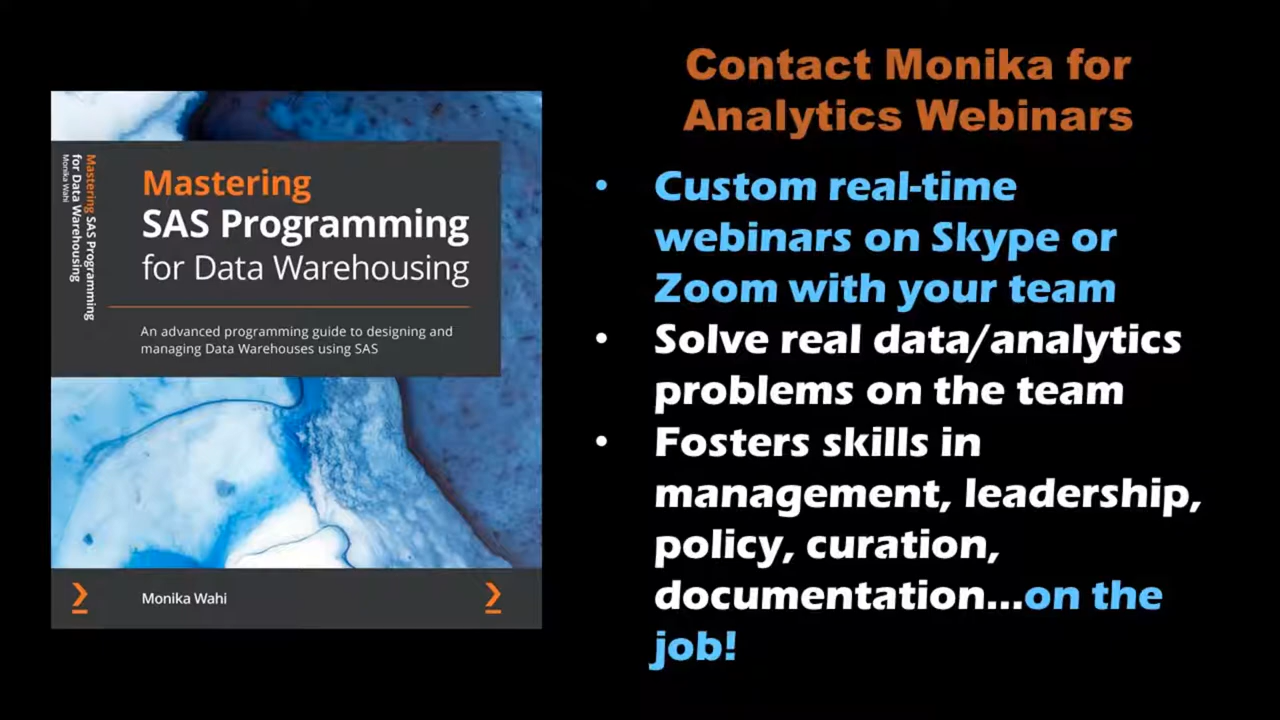 Mastering SAS Programming
for Data Warehousing
Monika Wahi
Mastering
SAS Programming
for Data Warehousing
An advanced programming guide to designing and
managing Data Warehouses using SAS
Monika Wahi
Contact Monika for
Analytics Webinars
• Custom real-time
webinars on Skype or
Zoom with your team
• Solve real data/analytics
problems on the team
• Fosters skills in
management, leadership,
policy, curation,
documentation...on the
job!